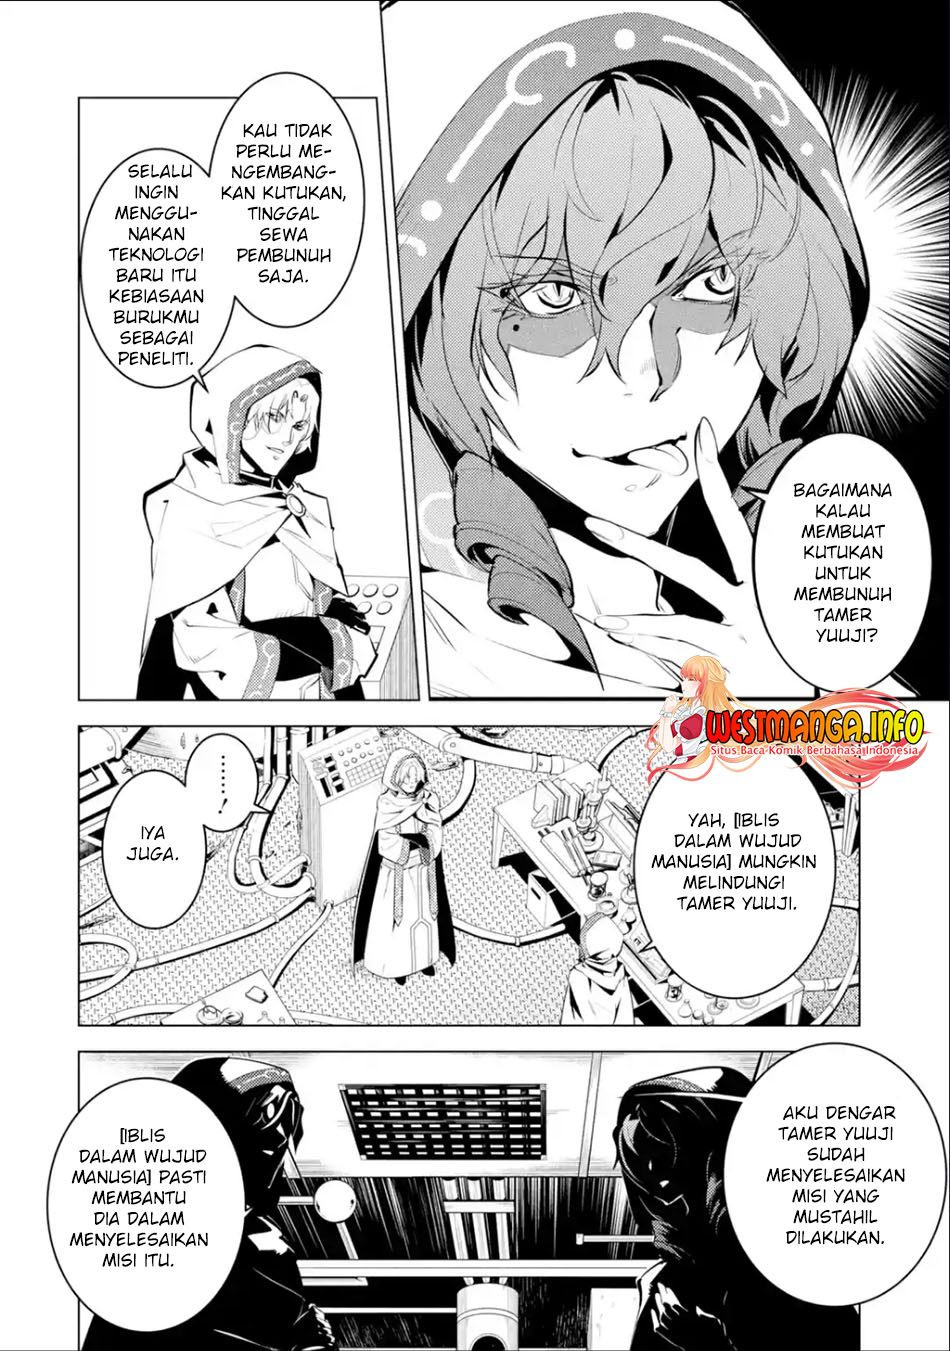 BAGAIMANA
KALAU
MEMBUAT
KUTUKAN
UNTUK
MEMBUNUH
TAMER
YUUJI?
KAU TIDAK
PERLU ME-
NGEMBANG-
KAN KUTUKAN,
TINGGAL
SEWA
PEMBUNUH
SAJA.
SELALU
INGIN
MENGGU-
NAKAN
TEKNOLOGI
BARU ITU
KEBIASAAN
BURUKMU
SEBAGAI
PENELITI.
WESTMANGA.INFO
Situs Baca Komik Berbahasa Indonesia
YAH, [IBLIS
DALAM WUJUD
MANUSIA] MUNGKIN
MELINDUNGI
TAMER YUUJI.
......!
IYA
JUGA.
AKU DENGAR
TAMER YUUJI
SUDAH
MENYELESAIKAN
MISI YANG
MUSTAHIL
DILAKUKAN.
[IBLIS
DALAM WUJUD
MANUSIA] PASTI
MEMBANTU
DIA DALAM
MENYELESAIKAN
MISI ITU.